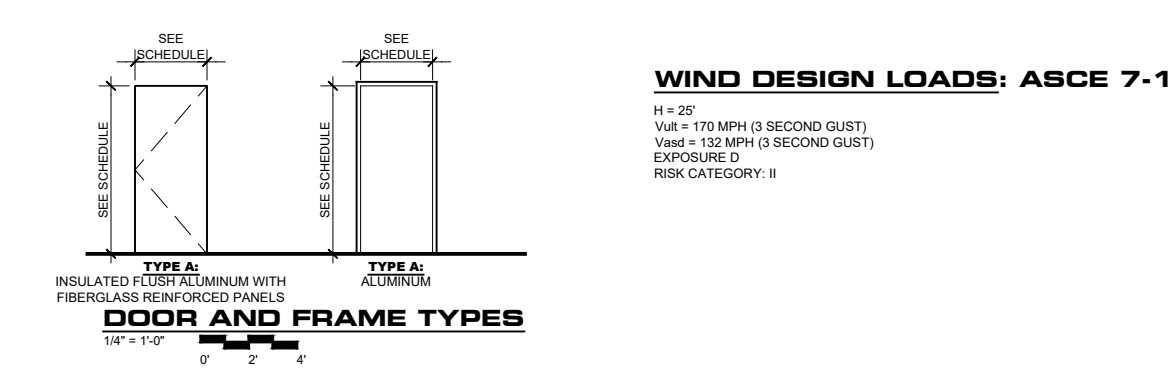 SEE
SCHEDULE
SEE SCHEDULE
TYPE A:
INSULATED FLUSH ALUMINUM WITH
FIBERGLASS REINFORCED PANELS
SEE
SCHEDULE
SEE SCHEDULE
TYPE A:
ALUMINUM
DOOR AND FRAME TYPES
1/4" = 1'-0"
0' 2' 4'
WIND DESIGN LOADS: ASCE 7-1
H = 25'
Vult = 170 MPH (3 SECOND GUST)
Vasd = 132 MPH (3 SECOND GUST)
EXPOSURE D
RISK CATEGORY: II